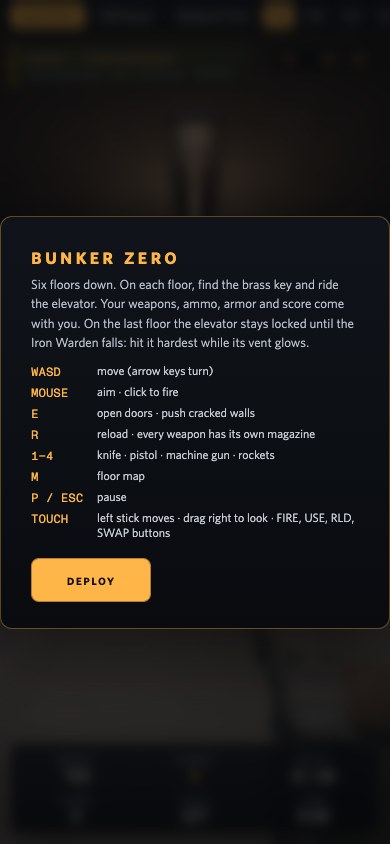 BUNKER ZERO
Six floors down. On each floor, find the brass key and ride
the elevator. Your weapons, ammo, armor and score come
with you. On the last floor the elevator stays locked until the
Iron Warden falls: hit it hardest while its vent glows.
WASD move (arrow keys turn)
MOUSE aim · click to fire
E open doors · push cracked walls
R reload · every weapon has its own magazine
1–4 knife · pistol · machine gun · rockets
M floor map
P / ESC pause
TOUCH left stick moves · drag right to look · FIRE, USE, RLD,
SWAP buttons
DEPLOY